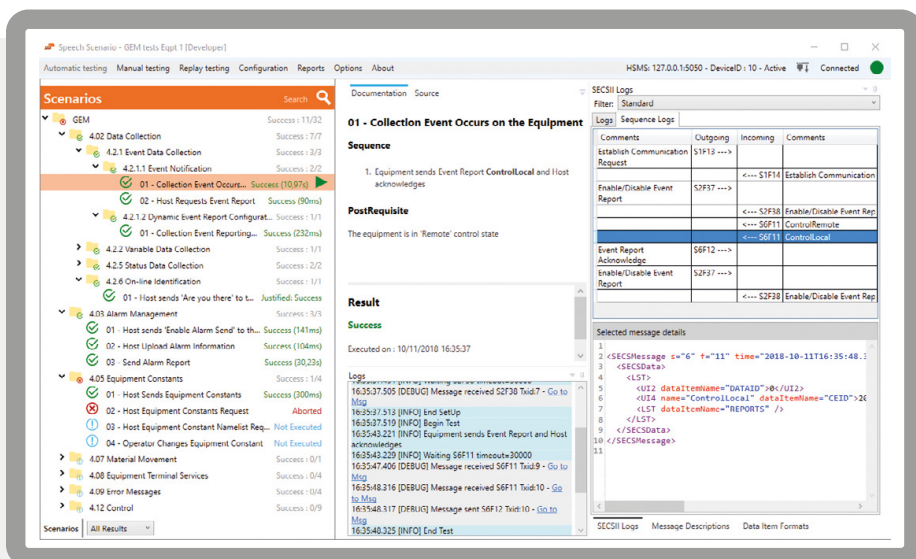 Speech Scenario - GEM tests Eqpt 1 [Developer]
Automatic testing Manual testing Replay testing Configuration Reports Options About
HSMS: 127.0.0.1:5050 - DeviceID : 10 - Active Connected
Scenarios Search
GEM Success : 11/32
4.02 Data Collection Success : 7/7
4.2.1 Event Data Collection Success : 3/3
4.2.1.1 Event Notification Success : 2/2
01 - Collection Event Occurs... Success (10,97s)
02 - Host Requests Event Report Success (90ms)
4.2.1.2 Dynamic Event Report Configurat... Success : 1/1
01 - Collection Event Reporting... Success (232ms)
4.2.2 Variable Data Collection Success : 1/1
4.2.5 Status Data Collection Success : 2/2
4.2.6 On-line Identification Success : 1/1
01 - Host sends 'Are you there' to t... Justified: Success
4.03 Alarm Management Success : 3/3
01 - Host sends 'Enable Alarm Send' to th... Success (141ms)
02 - Host Upload Alarm Information Success (104ms)
03 - Send Alarm Report Success (30,23s)
4.05 Equipment Constants Success : 1/4
01 - Host Sends Equipment Constants Success (300ms)
02 - Host Equipment Constants Request Aborted
03 - Host Equipment Constant Namelist Req... Not Executed
04 - Operator Changes Equipment Constant Not Executed
4.07 Material Movement Success : 0/1
4.08 Equipment Terminal Services Success : 0/4
4.09 Error Messages Success : 0/4
4.12 Control Success : 0/9
Scenarios All Results
Documentation Source
01 - Collection Event Occurs on the Equipment
Sequence
1. Equipment sends Event Report ControlLocal and Host
acknowledges
PostRequisite
The equipment is in 'Remote' control state
Result
Success
Executed on : 10/11/2018 16:35:37
Logs
16:35:37.505 [DEBUG] Message received S2F38 Txid:7 - Go to
Msg
16:35:37.513 [INFO] End SetUp
16:35:37.519 [INFO] Begin Test
16:35:43.221 [INFO] Equipment sends Event Report and Host
acknowledges
16:35:43.229 [INFO] Waiting S6F11 timeout=30000
16:35:47.406 [DEBUG] Message received S6F11 Txid:9 - Go to
Msg
16:35:48.316 [DEBUG] Message received S6F11 Txid:10 - Go
to Msg
16:35:48.317 [DEBUG] Message sent S6F12 Txid:10 - Go to
Msg
16:35:48.325 [INFO] End Test
SECSII Logs
Filter: Standard
Logs Sequence Logs
Comments Outgoing Incoming Comments
Establish Communication S1F13 --->
Request
<--- S1F14 Establish Communication
Enable/Disable Event S2F37 --->
Report
<--- S2F38 Enable/Disable Event Rep
<--- S6F11 ControlRemote
<--- S6F11 ControlLocal
Event Report S6F12 --->
Acknowledge
Enable/Disable Event S2F37 --->
Report
<--- S2F38 Enable/Disable Event Rep
Selected message details
1
2 <SECSMessage s="6" f="11" time="2018-10-11T16:35:48.3
3 <SECSData>
4 <LST>
5 <UI2 dataItemName="DATAID">0</UI2>
6 <UI4 name="ControlLocal" dataItemName="CEID">20
7 <LST dataItemName="REPORTS" />
8 </LST>
9 </SECSData>
10 </SECSMessage>
11
SECSII Logs Message Descriptions Data Item Formats